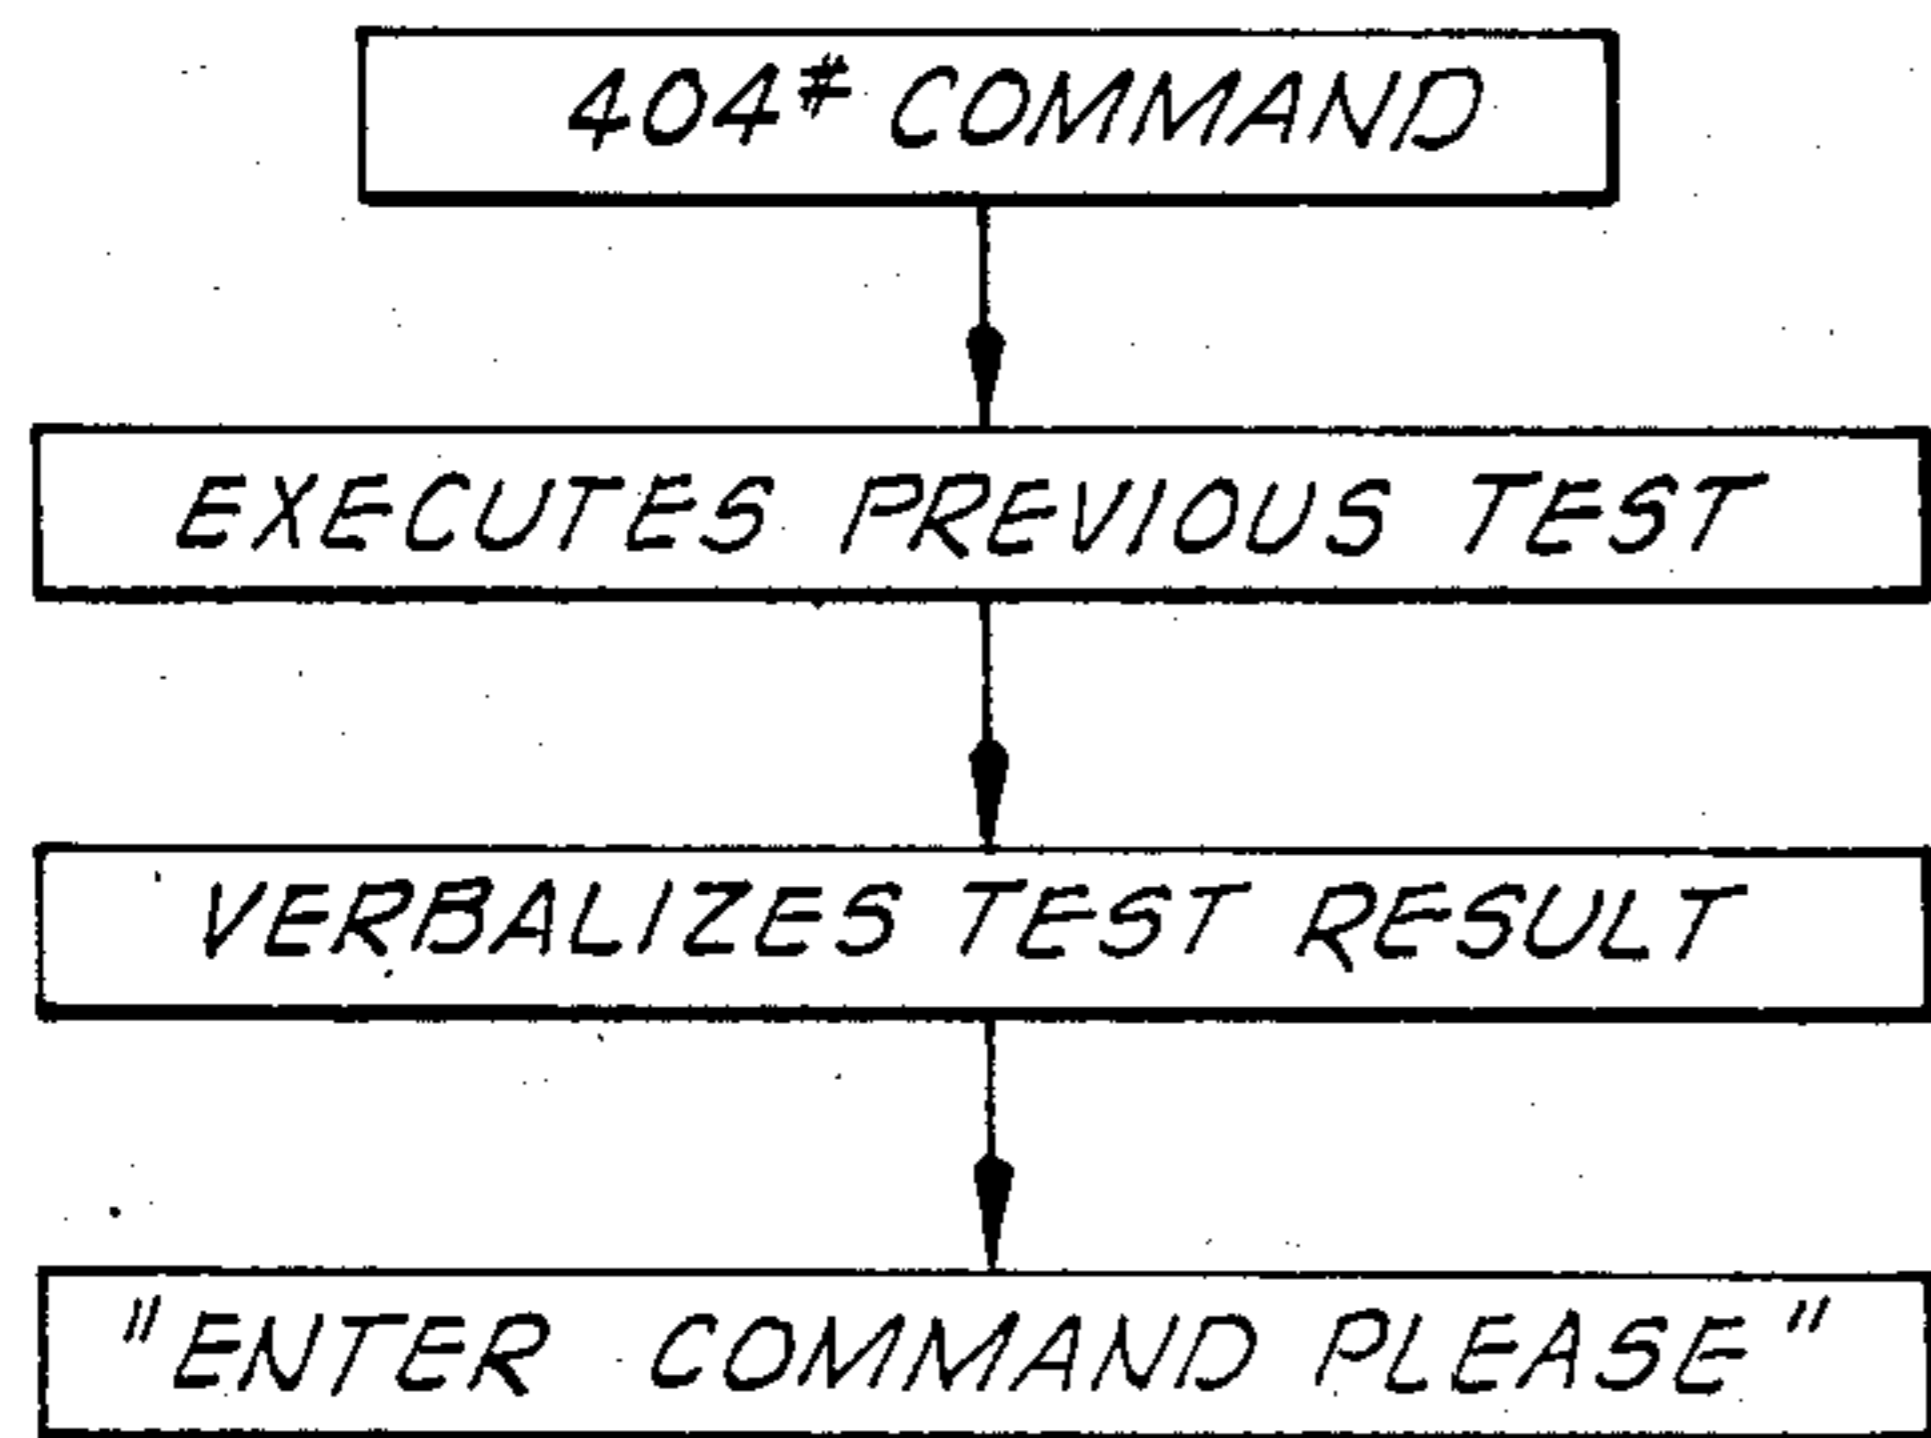 404# COMMAND
EXECUTES PREVIOUS TEST
VERBALIZES TEST RESULT
"ENTER COMMAND PLEASE"